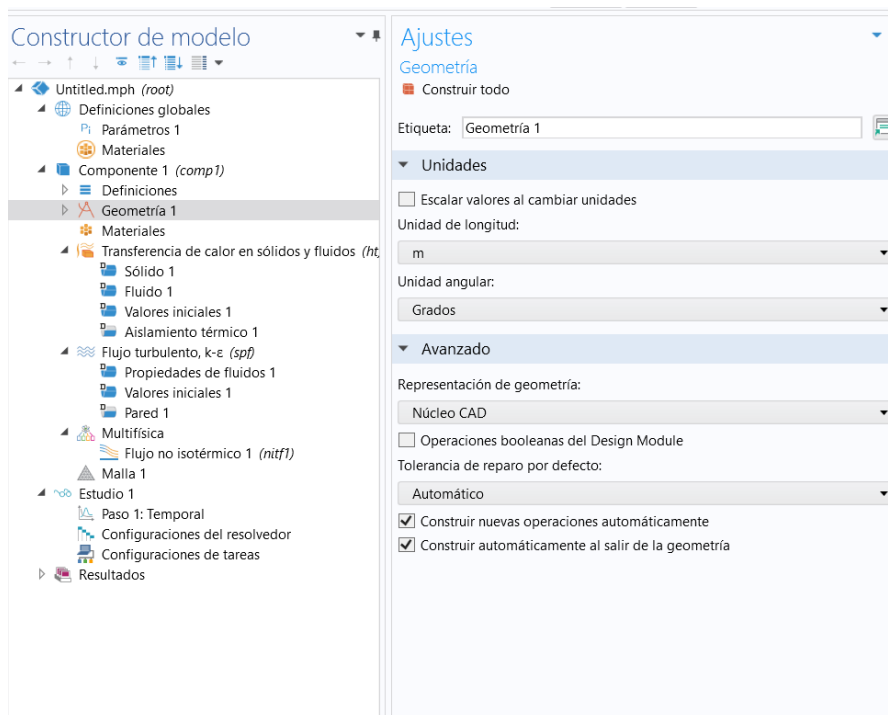 Constructor de modelo
Untitled.mph (root)
Definiciones globales
Pi Parámetros 1
Materiales
Componente 1 (comp1)
Definiciones
Geometría 1
Materiales
Transferencia de calor en sólidos y fluidos (ht)
D Sólido 1
D Fluido 1
D Valores iniciales 1
D Aislamiento térmico 1
Flujo turbulento, k-ε (spf)
D Propiedades de fluidos 1
D Valores iniciales 1
D Pared 1
Multifísica
Flujo no isotérmico 1 (nitf1)
Malla 1
Estudio 1
Paso 1: Temporal
Configuraciones del resolvedor
Configuraciones de tareas
Resultados
Ajustes
Geometría
Construir todo
Etiqueta: Geometría 1
Unidades
Escalar valores al cambiar unidades
Unidad de longitud:
m
Unidad angular:
Grados
Avanzado
Representación de geometría:
Núcleo CAD
Operaciones booleanas del Design Module
Tolerancia de reparo por defecto:
Automático
Construir nuevas operaciones automáticamente
Construir automáticamente al salir de la geometría